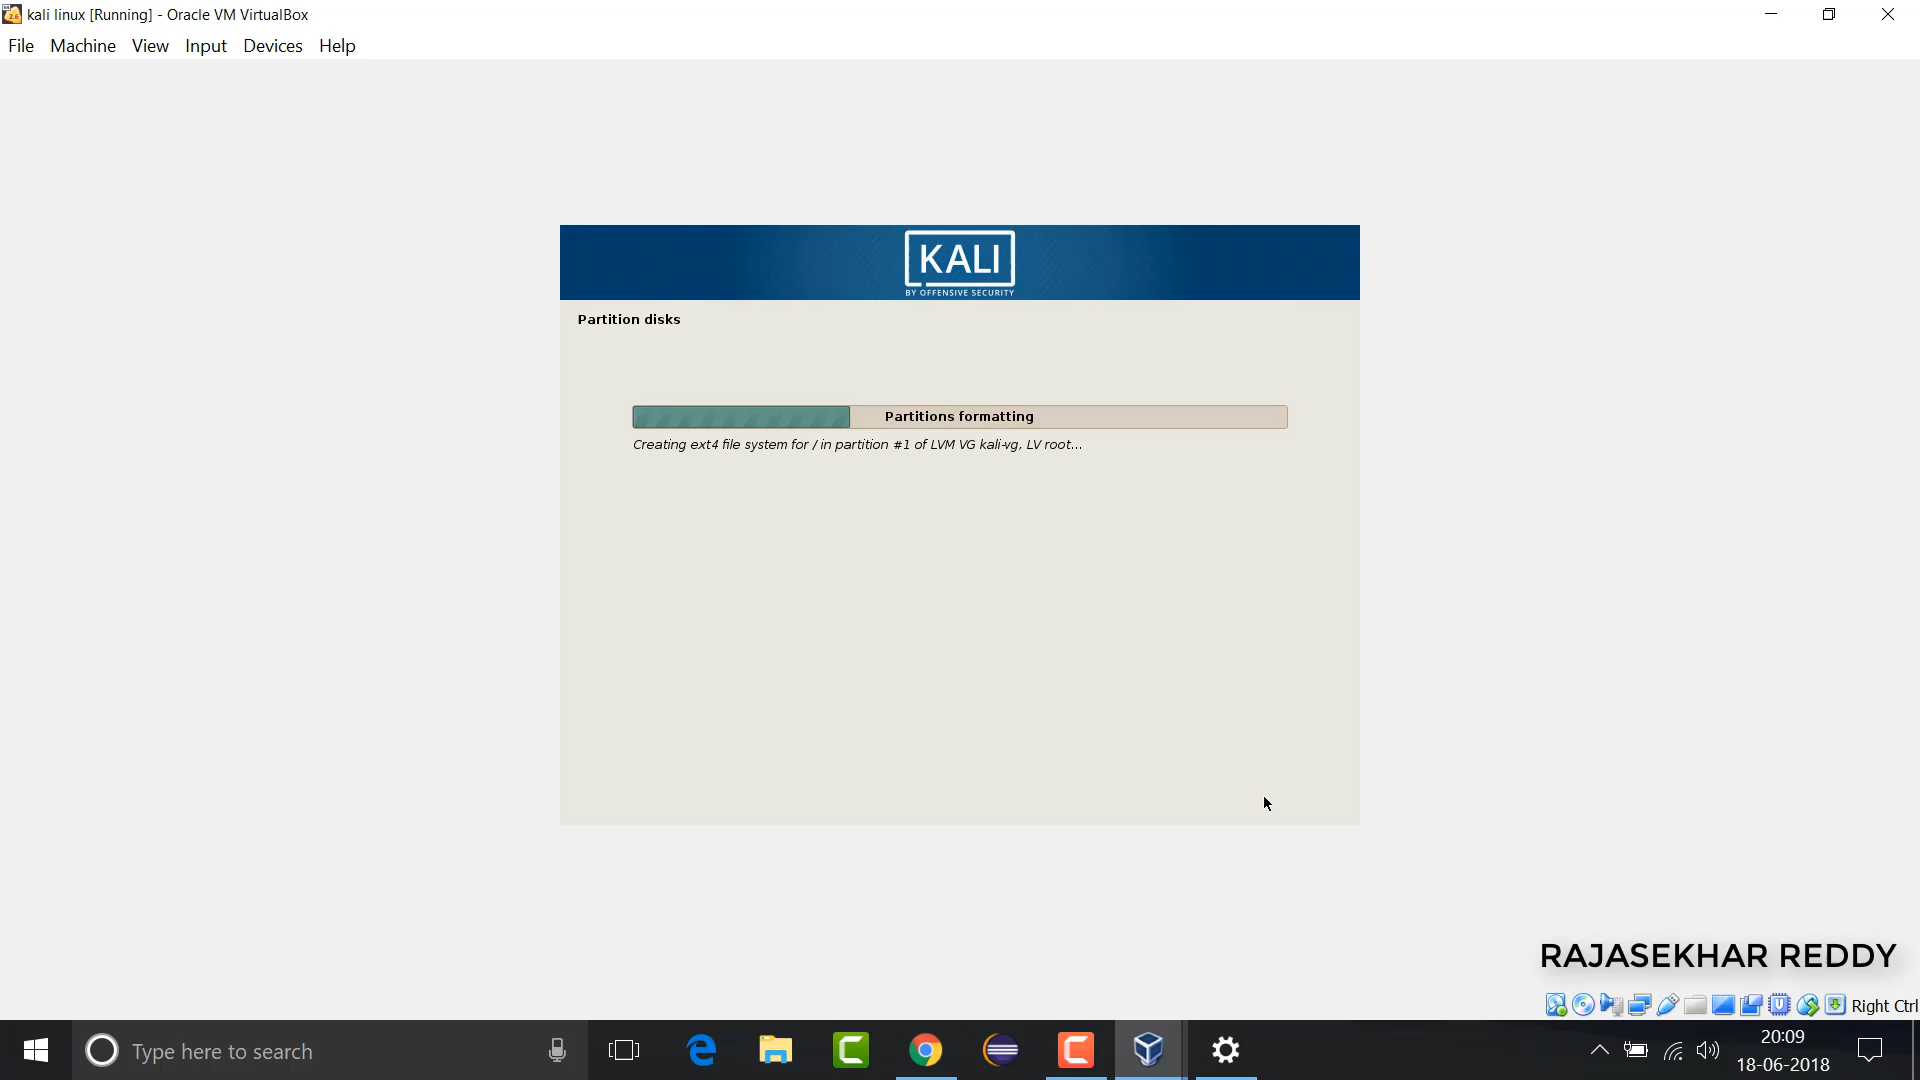 kali linux [Running] - Oracle VM VirtualBox
File Machine View Input Devices Help
KALI
BY OFFENSIVE SECURITY
Partition disks
Partitions formatting
Creating ext4 file system for / in partition #1 of LVM VG kali-vg, LV root...
RAJASEKHAR REDDY
Right Ctrl
Type here to search
20:09
18-06-2018